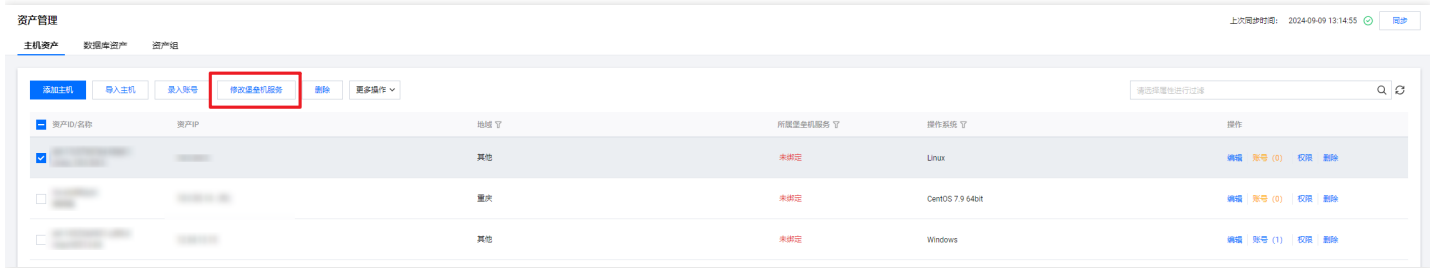 资产管理
上次同步时间： 2024-09-09 13:14:55 同步
主机资产 数据库资产 资产组
添加主机 导入主机 录入账号 修改堡垒机服务 删除 更多操作 请选择属性进行过滤
资产ID/名称 资产IP 地域 所属堡垒机服务 操作系统 操作
其他 未绑定 Linux 编辑 账号 (0) 权限 删除
重庆 未绑定 CentOS 7.9 64bit 编辑 账号 (0) 权限 删除
其他 未绑定 Windows 编辑 账号 (1) 权限 删除